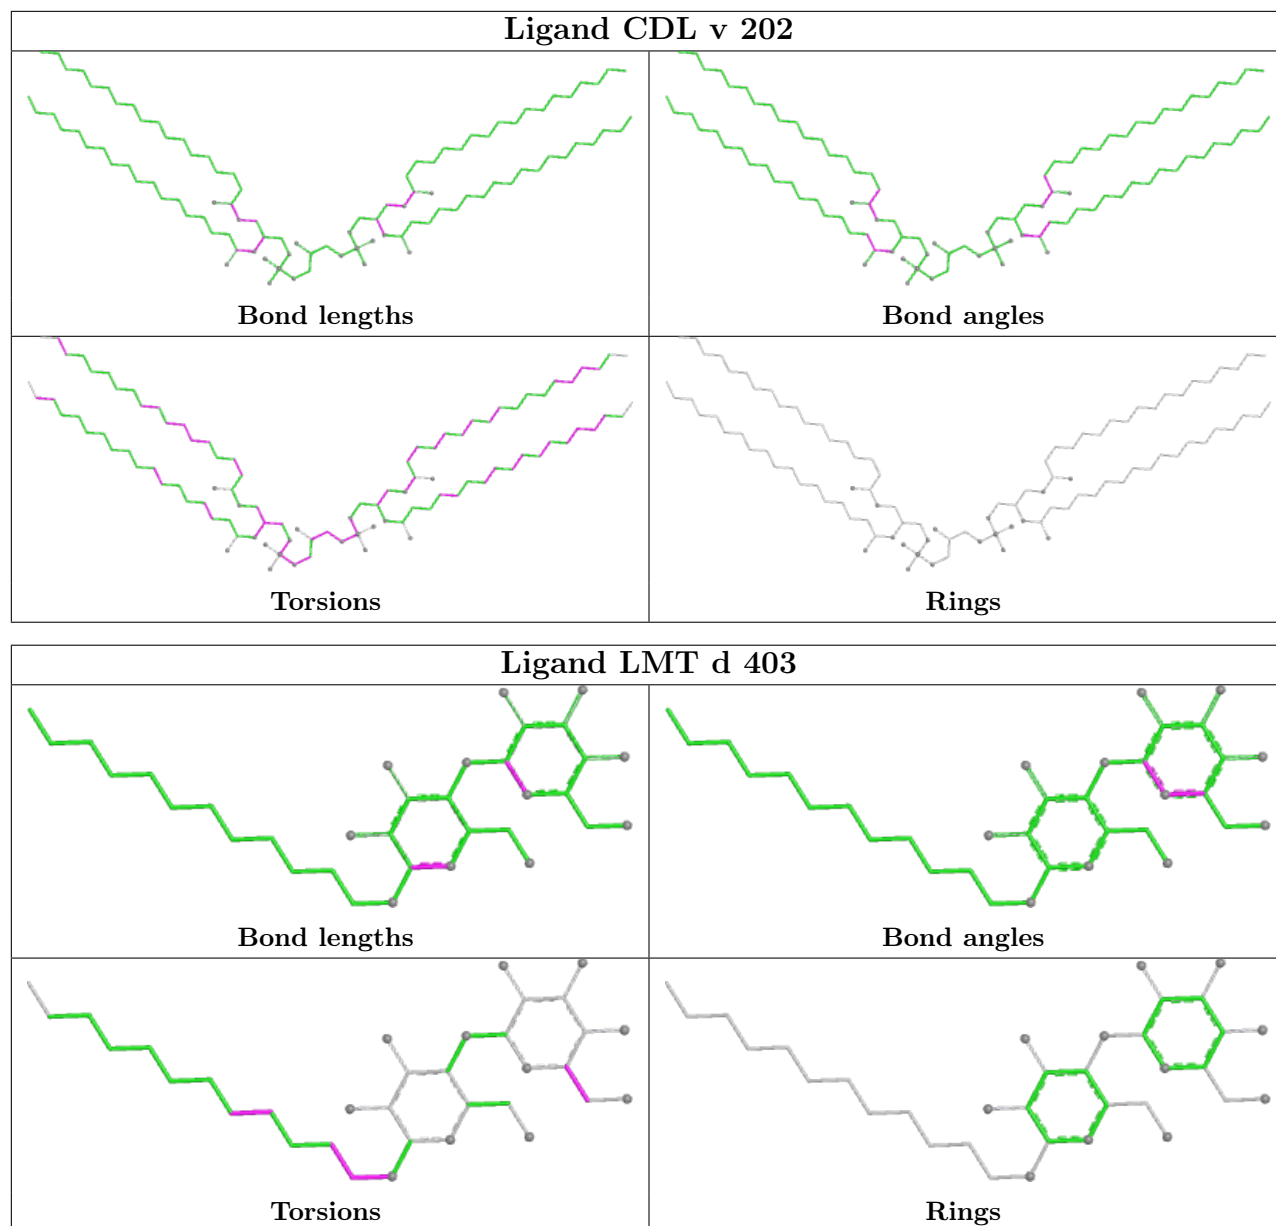 Ligand CDL v 202
Bond lengths
Bond angles
Torsions
Rings
Ligand LMT d 403
Bond lengths
Bond angles
Torsions
Rings